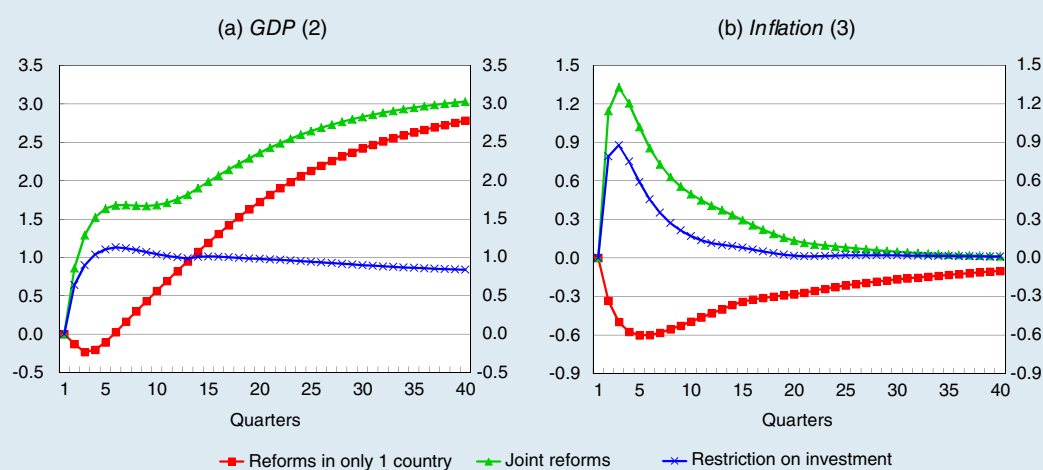 (a) GDP (2)
3.5 3.5
3.0 3.0
2.5 2.5
2.0 2.0
1.5 1.5
1.0 1.0
0.5 0.5
0.0 0.0
-0.5 -0.5
1 5 10 15 20 25 30 35 40
Quarters
(b) Inflation (3)
1.5 1.5
1.2 1.2
0.9 0.9
0.6 0.6
0.3 0.3
0.0 0.0
-0.3 -0.3
-0.6 -0.6
-0.9 -0.9
1 5 10 15 20 25 30 35 40
Quarters
Reforms in only 1 country Joint reforms Restriction on investment